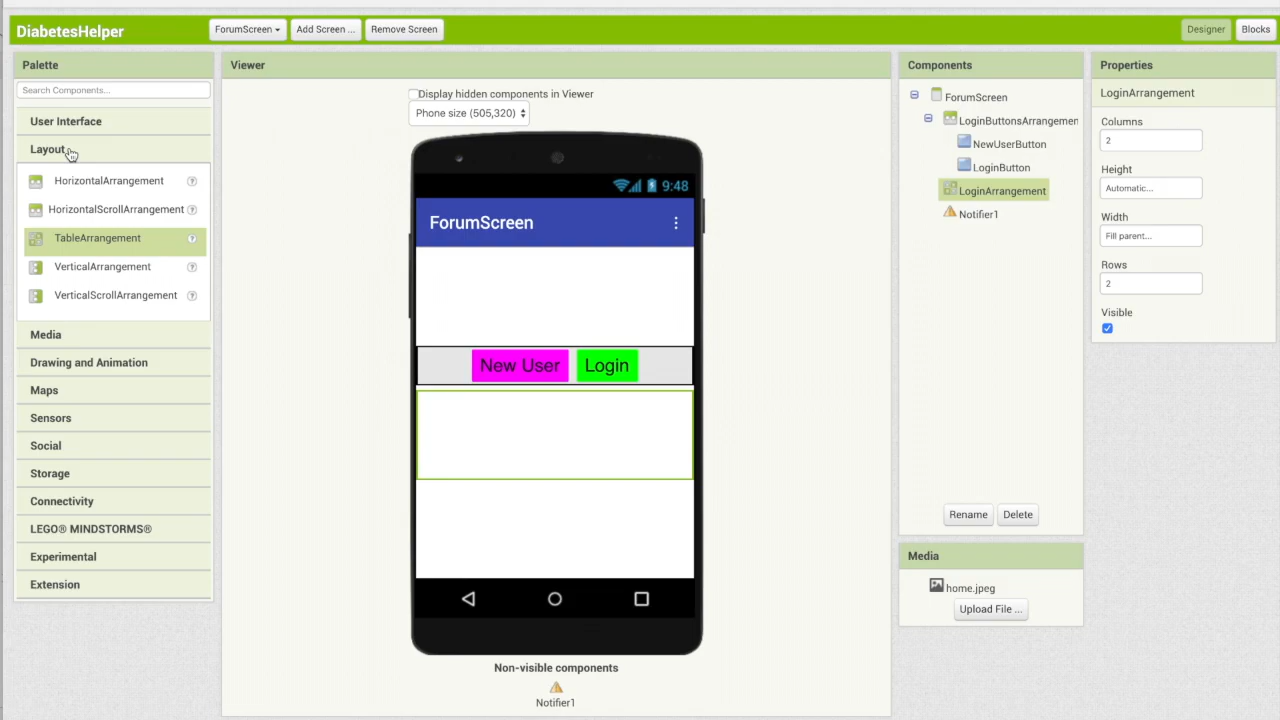 DiabetesHelper
ForumScreen
Add Screen ...
Remove Screen
Designer
Blocks
Palette
Search Components...
User Interface
Layout
HorizontalArrangement
HorizontalScrollArrangement
TableArrangement
VerticalArrangement
VerticalScrollArrangement
Media
Drawing and Animation
Maps
Sensors
Social
Storage
Connectivity
LEGO® MINDSTORMS®
Experimental
Extension
Viewer
Display hidden components in Viewer
Phone size (505,320)
9:48
ForumScreen
New User
Login
Non-visible components
Notifier1
Components
ForumScreen
LoginButtonsArrangemen
NewUserButton
LoginButton
LoginArrangement
Notifier1
Rename
Delete
Media
home.jpeg
Upload File ...
Properties
LoginArrangement
Columns
2
Height
Automatic...
Width
Fill parent...
Rows
2
Visible